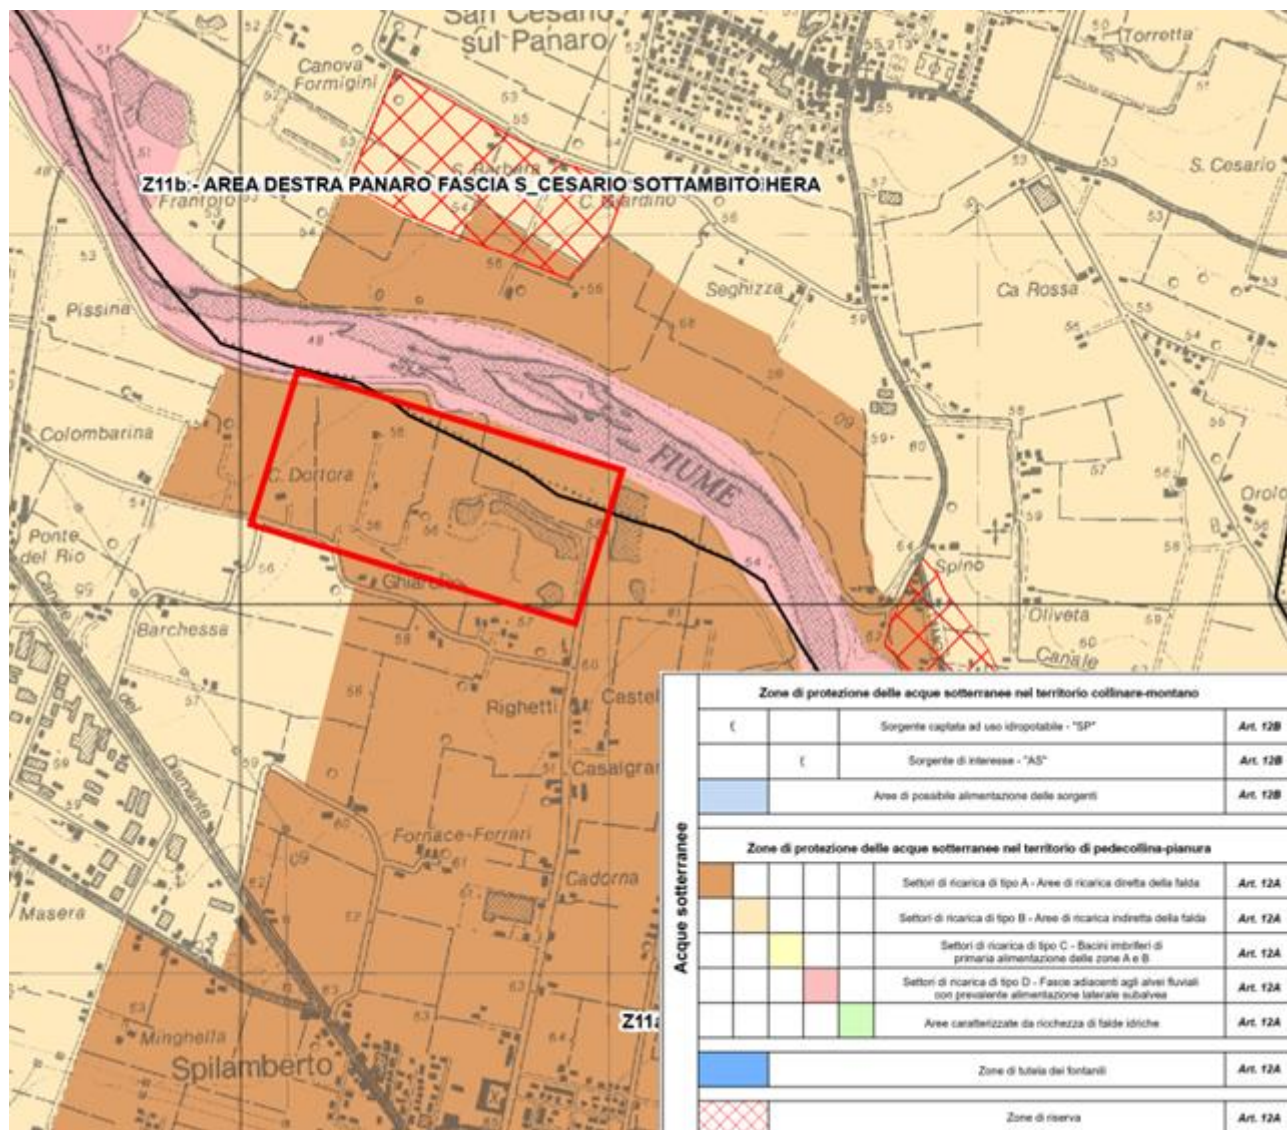 San Cesario
sul Panaro
Torretta
Canova
Formigini
S. Cesario
S. Barbara
Z11b - AREA DESTRA PANARO FASCIA S_CESARIO SOTTAMBITO HERA
Frantoio
C. Giardino
Seghizza
Ca Rossa
Pissina
Colombarina
C. Dortora
FIUME
Ponte
del Rio
Spino
Oliveta
Canale
Barchessa
Canale del Diamante
Righetti
Castel
Casalgran
Fornace-Ferrari
Cadorna
Masera
Minghella
Spilamberto
Z11a
Acque sotterranee
Zone di protezione delle acque sotterranee nel territorio collinare-montano
Sorgente captata ad uso idropotabile - "SP" Art. 12B
Sorgente di interesse - "AS" Art. 12B
Aree di possibile alimentazione delle sorgenti Art. 12B
Zone di protezione delle acque sotterranee nel territorio di pedecollina-pianura
Settori di ricarica di tipo A - Aree di ricarica diretta della falda Art. 12A
Settori di ricarica di tipo B - Aree di ricarica indiretta della falda Art. 12A
Settori di ricarica di tipo C - Bacini imbriferi di
primaria alimentazione delle zone A e B Art. 12A
Settori di ricarica di tipo D - Fasce adiacenti agli alvei fluviali
con prevalente alimentazione laterale subalvea Art. 12A
Aree caratterizzate da ricchezza di falde idriche Art. 12A
Zone di tutela dei fontanili Art. 12A
Zone di riserva Art. 12A